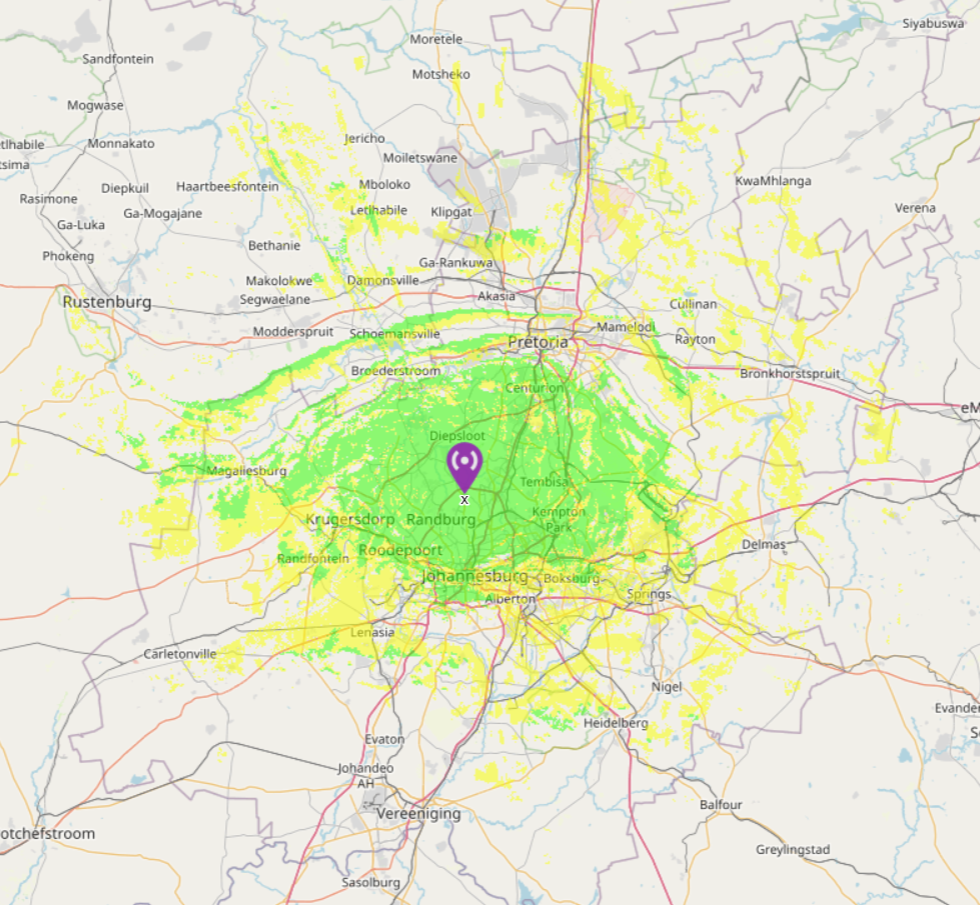 Siyabuswa
Moretele
Sandfontein
Motsheko
Mogwase
Jericho
Monnakato
Moiletswane
KwaMhlanga
Rasimone
Diepkuil
Haartbeesfontein
Mboloko
Verena
Ga-Luka
Ga-Mogajane
Letlhabile
Klipgat
Bethanie
Phokeng
Ga-Rankuwa
Makolokwe
Damonsville
Rustenburg
Segwaelane
Akasia
Cullinan
Modderspruit
Schoemansville
Mamelodi
Pretoria
Rayton
Broederstroom
Bronkhorstspruit
Centurion
eM
Diepsloot
Magaliesburg
Tembisa
x
Krugersdorp
Randburg
Kempton
Park
Delmas
Roodepoort
Randfontein
Johannesburg
Boksburg
Springs
Alberton
Lenasia
Carletonville
Nigel
Heidelberg
Evander
Evaton
Johandeo
AH
Balfour
Vereeniging
otchefstroom
Greylingstad
Sasolburg